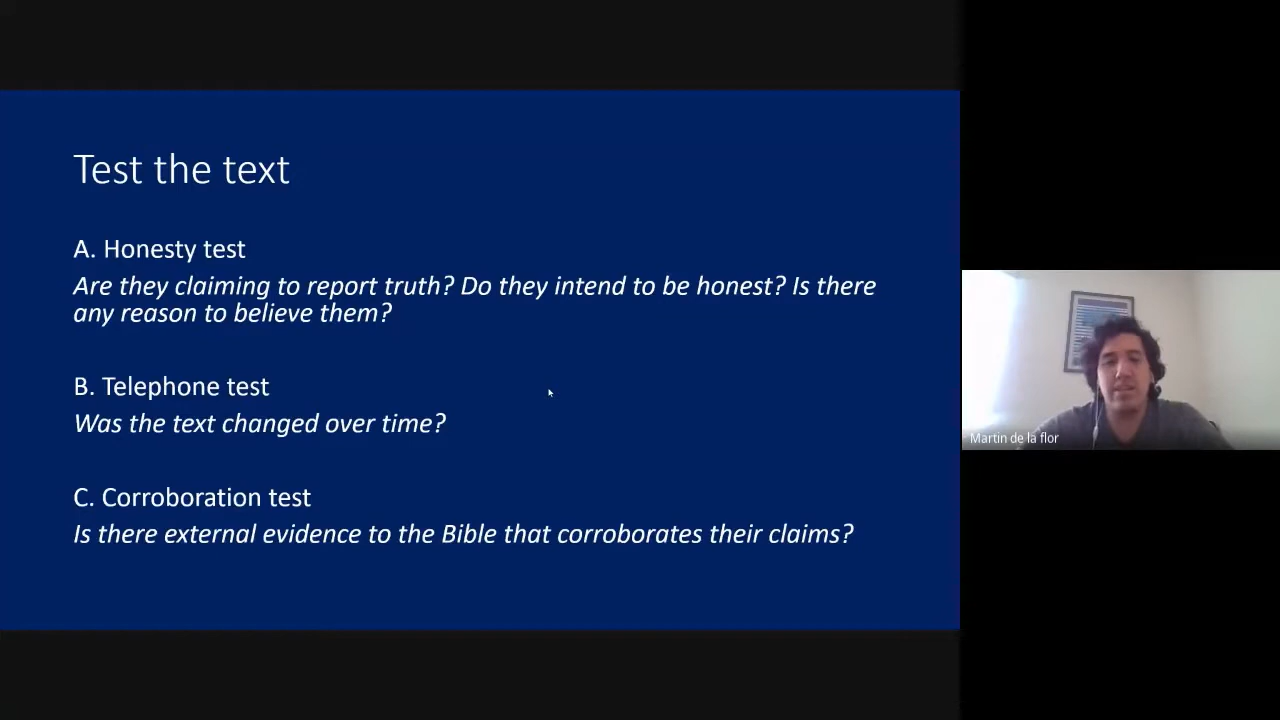 Test the text
A. Honesty test
Are they claiming to report truth? Do they intend to be honest? Is there
any reason to believe them?
B. Telephone test
Was the text changed over time?
C. Corroboration test
Is there external evidence to the Bible that corroborates their claims?
Martin de la flor